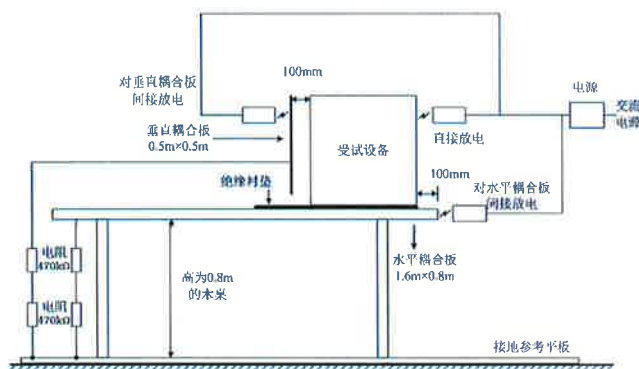 对垂直耦合板
间接放电
100mm
电源
交流
电源
垂直耦合板
0.5m×0.5m
受试设备
直接放电
100mm
绝缘衬垫
对水平耦合板
间接放电
电阻
470kΩ
高为0.8m
的木桌
水平耦合板
1.6m×0.8m
电阻
470kΩ
接地参考平板